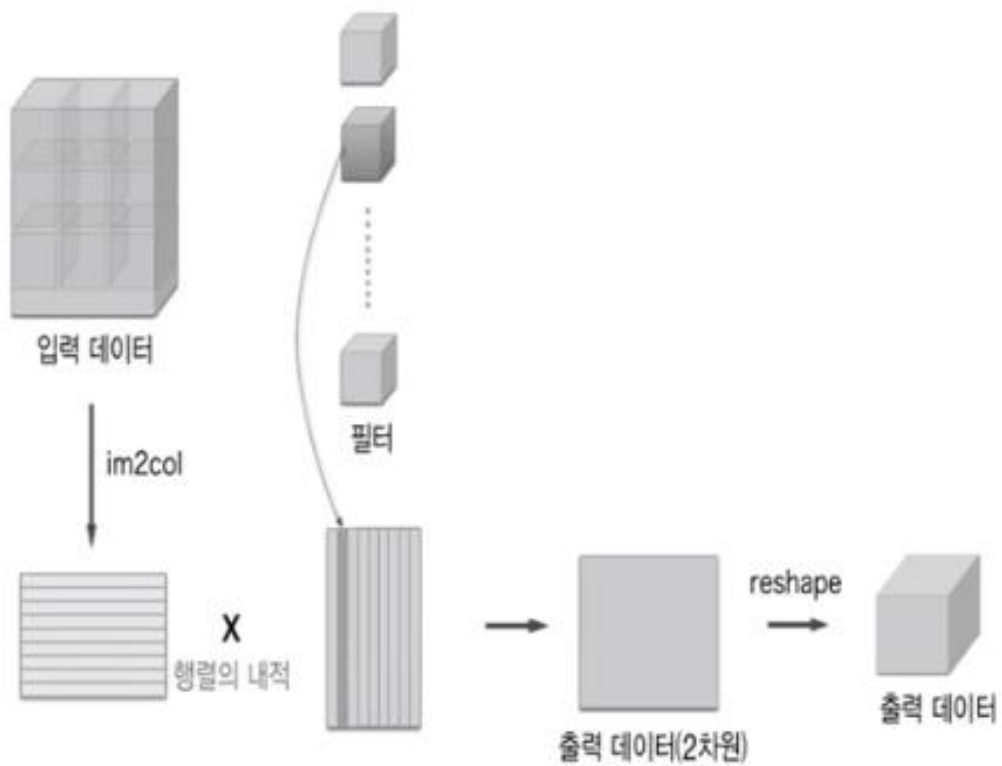 입력 데이터
필터
im2col
X
행렬의 내적
reshape
출력 데이터(2차원)
출력 데이터